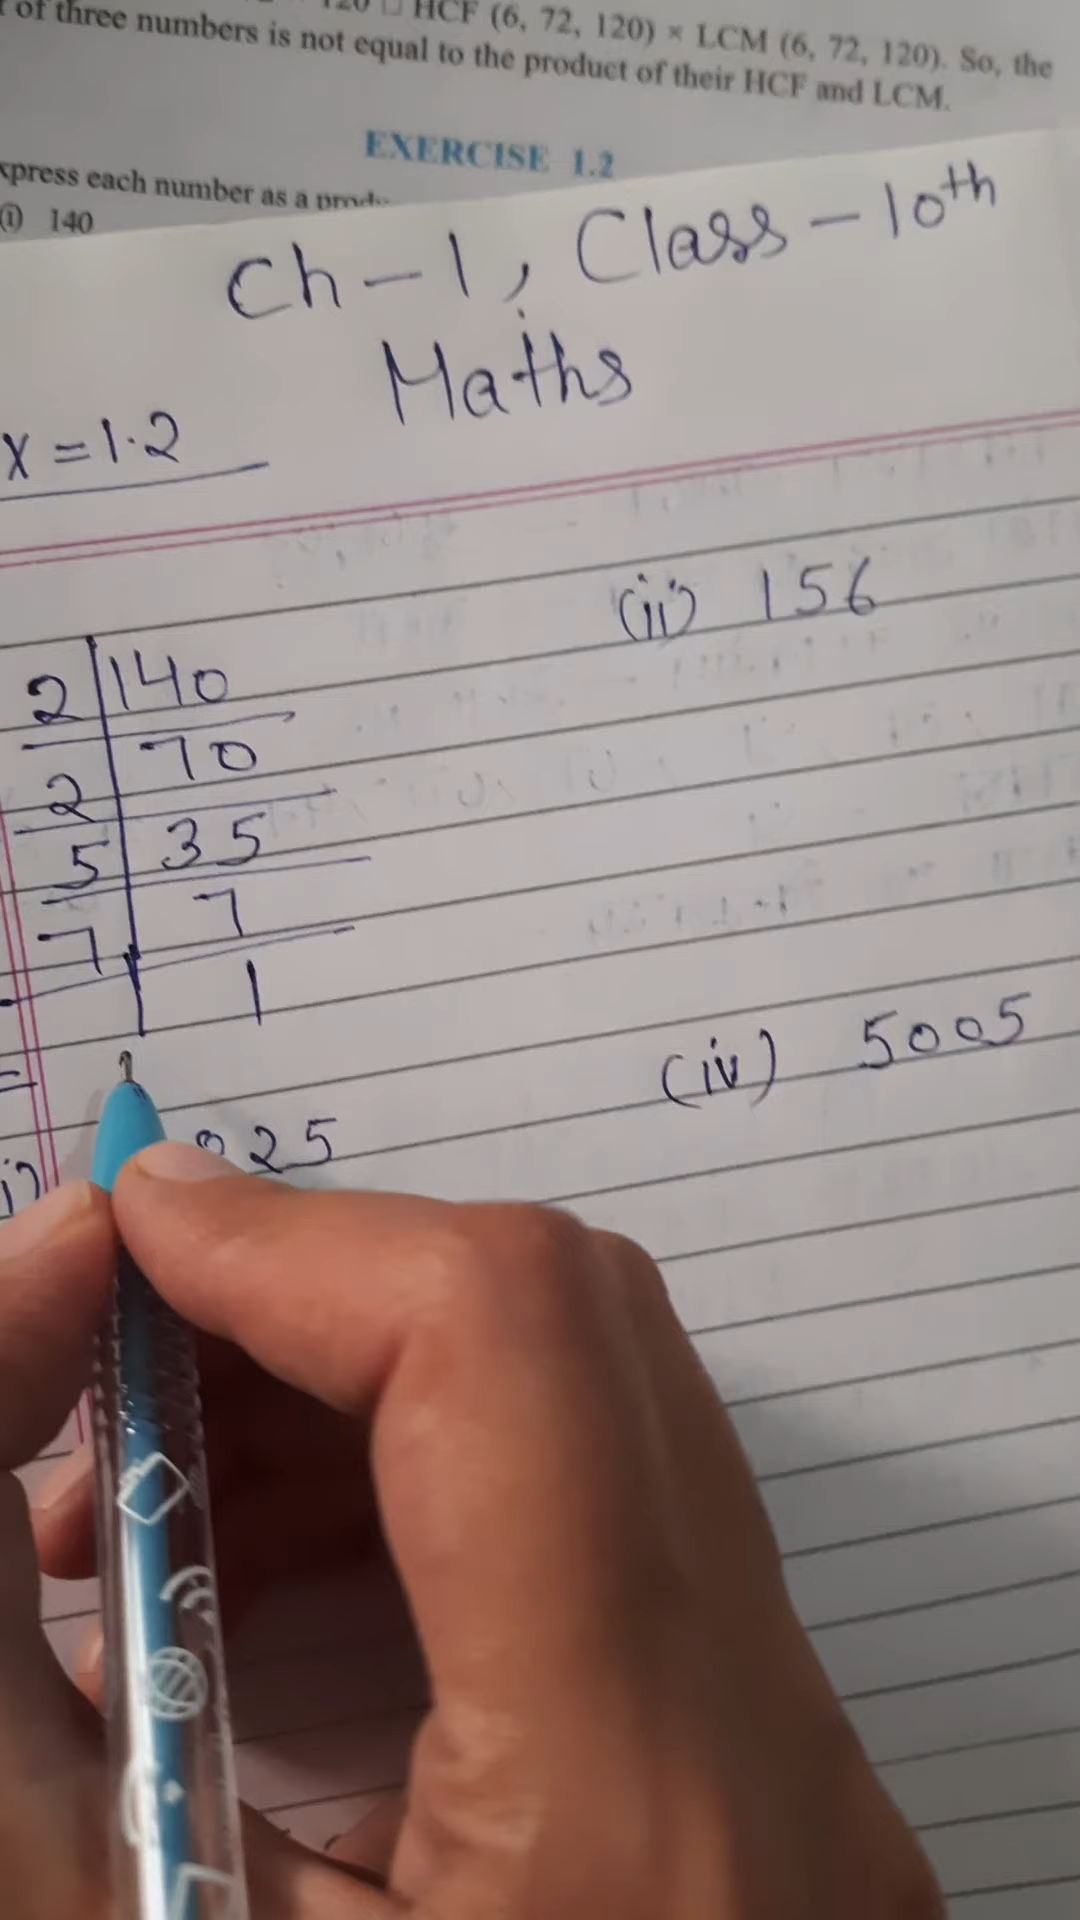 of three numbers is not equal to the product of their HCF and LCM.
120 □ HCF (6, 72, 120) × LCM (6, 72, 120). So, the
EXERCISE 1.2
xpress each number as a
(i) 140
Ch-1, Class-10th
Maths
x = 1.2
(ii) 156
2 | 140
2 | 70
5 | 35
7 | 7
1
=
(iv) 5005
025